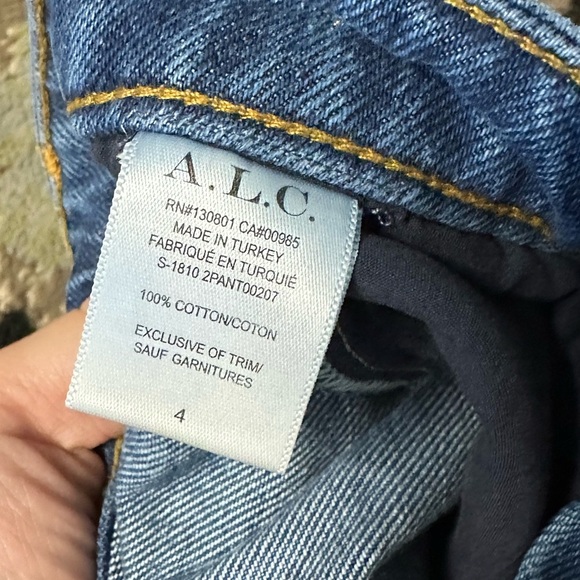 A.L.C.
RN#130801 CA#00985
MADE IN TURKEY
FABRIQUÉ EN TURQUIÉ
S-1810 2PANT00207
100% COTTON/COTON
EXCLUSIVE OF TRIM/
SAUF GARNITURES
4